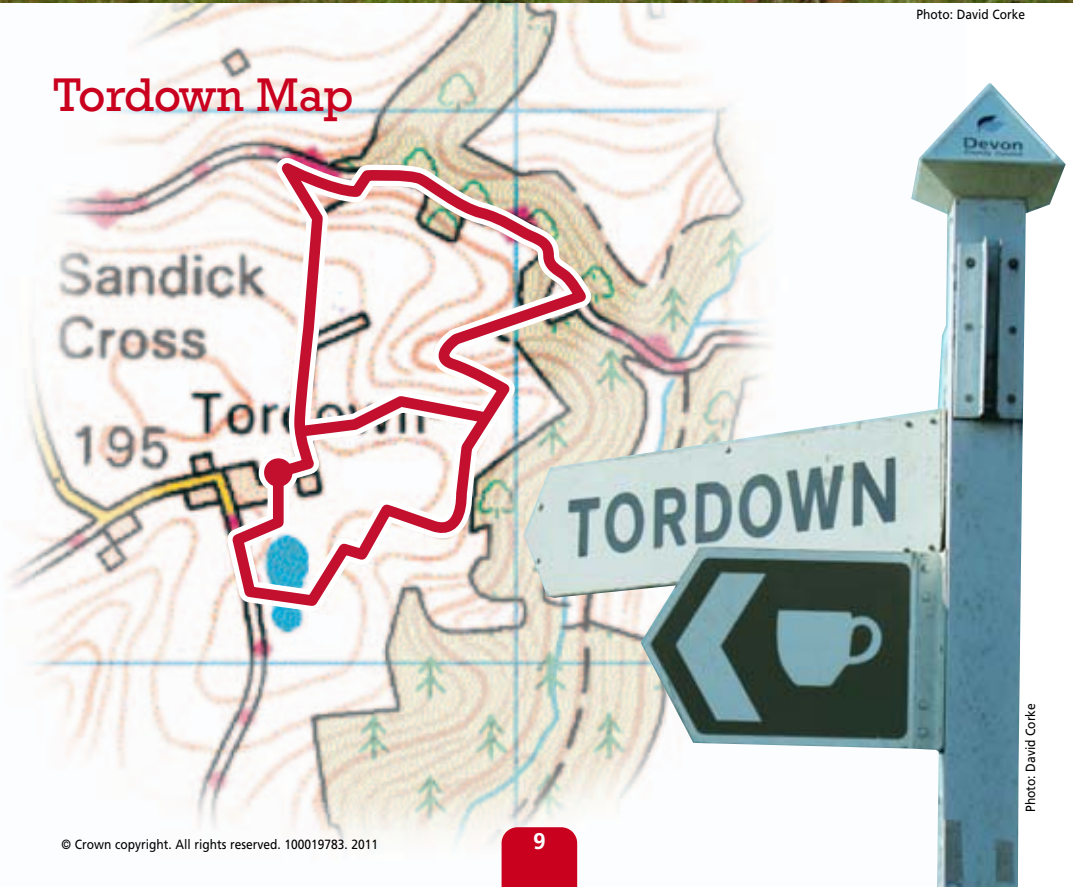 Photo: David Corke
Tordown Map
Devon
Sandick
Cross
Tordown
195
TORDOWN
Photo: David Corke
© Crown copyright. All rights reserved. 100019783. 2011
9